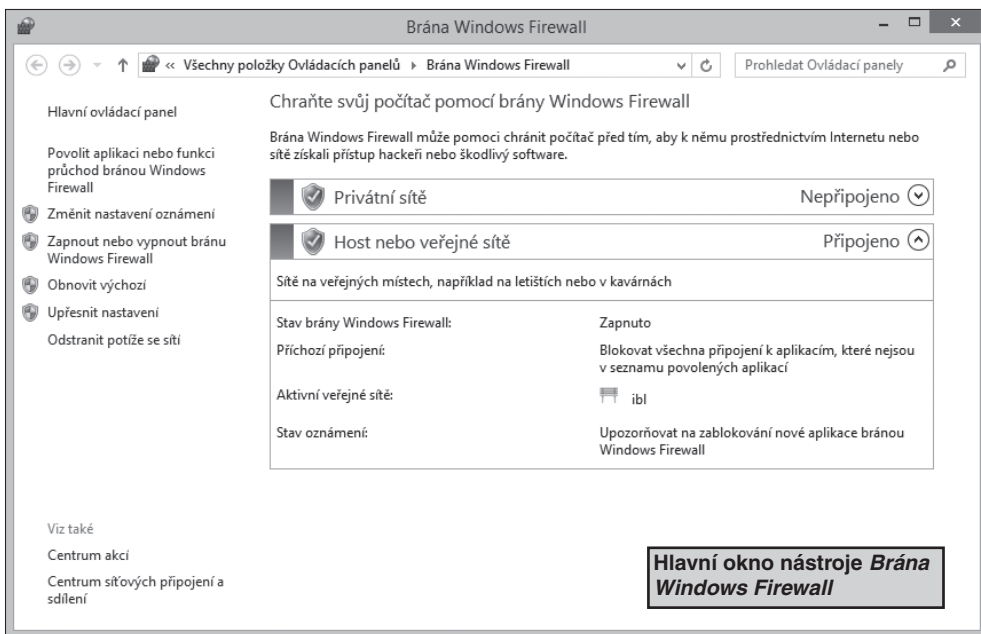 Brána Windows Firewall
« Všechny položky Ovládacích panelů ▸ Brána Windows Firewall
Prohledat Ovládací panely
Hlavní ovládací panel
Povolit aplikaci nebo funkci
průchod bránou Windows
Firewall
Změnit nastavení oznámení
Zapnout nebo vypnout bránu
Windows Firewall
Obnovit výchozí
Upřesnit nastavení
Odstranit potíže se sítí
Viz také
Centrum akcí
Centrum síťových připojení a
sdílení
Chraňte svůj počítač pomocí brány Windows Firewall
Brána Windows Firewall může pomoci chránit počítač před tím, aby k němu prostřednictvím Internetu nebo
sítě získali přístup hackeři nebo škodlivý software.
Privátní sítě Nepřipojeno
Host nebo veřejné sítě Připojeno
Sítě na veřejných místech, například na letištích nebo v kavárnách
Stav brány Windows Firewall: Zapnuto
Příchozí připojení: Blokovat všechna připojení k aplikacím, které nejsou
v seznamu povolených aplikací
Aktivní veřejné sítě: ibl
Stav oznámení: Upozorňovat na zablokování nové aplikace bránou
Windows Firewall
Hlavní okno nástroje Brána
Windows Firewall